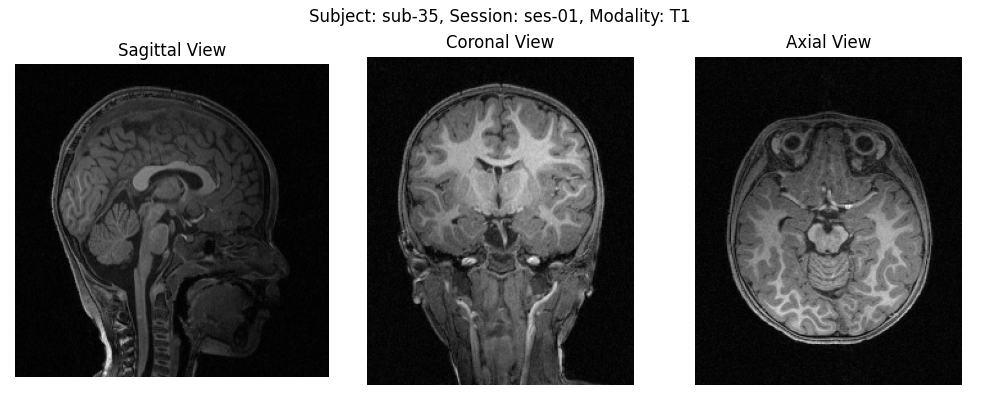 Subject: sub-35, Session: ses-01, Modality: T1
Sagittal View
Coronal View
Axial View